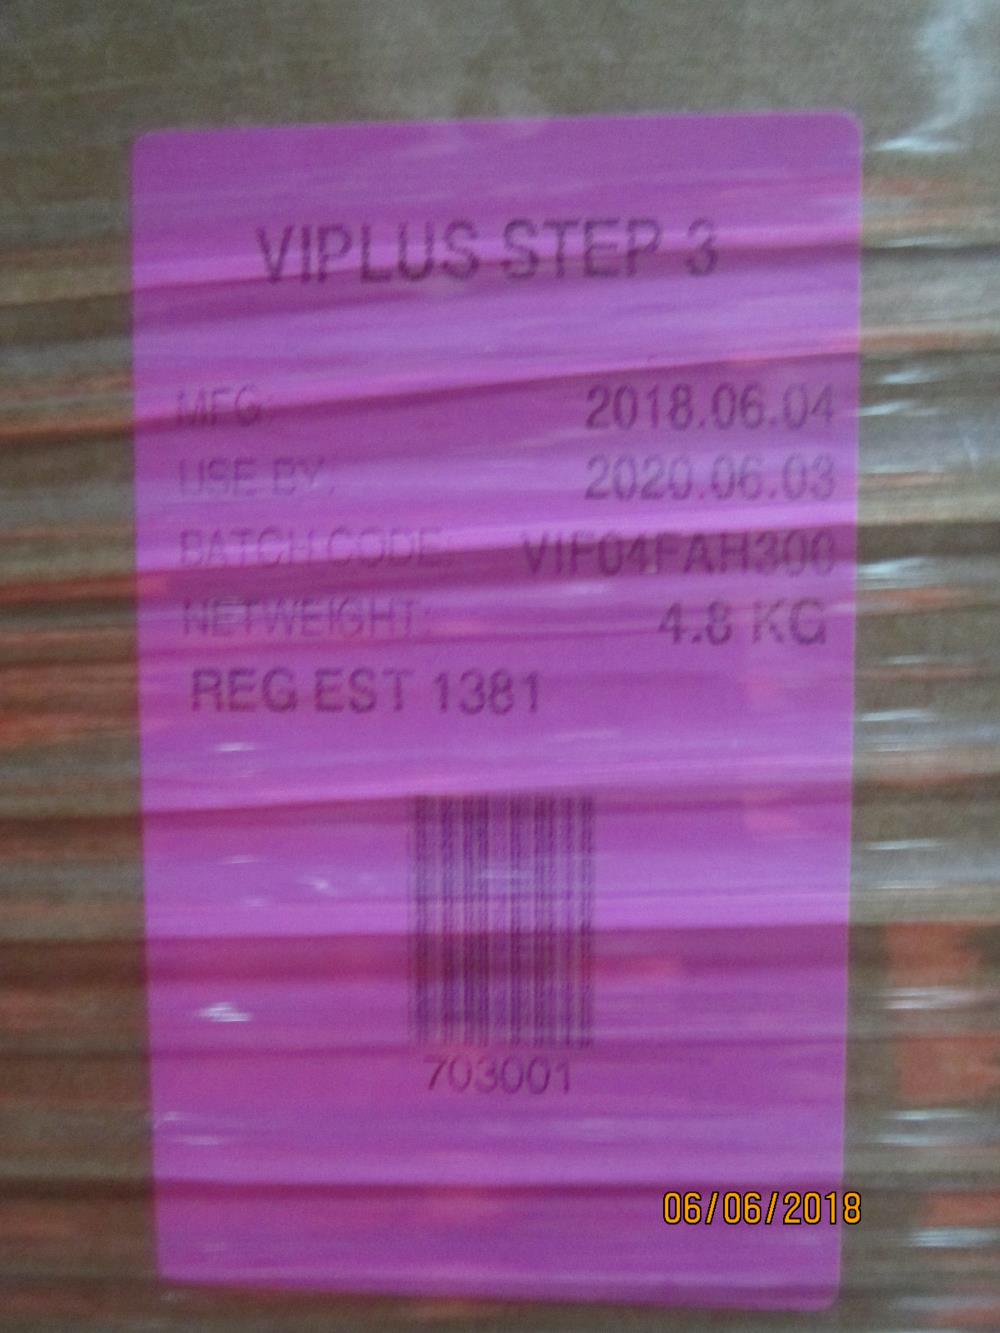 VIPLUS STEP 3
MFG: 2018.06.04
USE BY: 2020.06.03
BATCH CODE: VIF04FAH300
NETWEIGHT: 4.8 KG
REG EST 1381
703001
06/06/2018